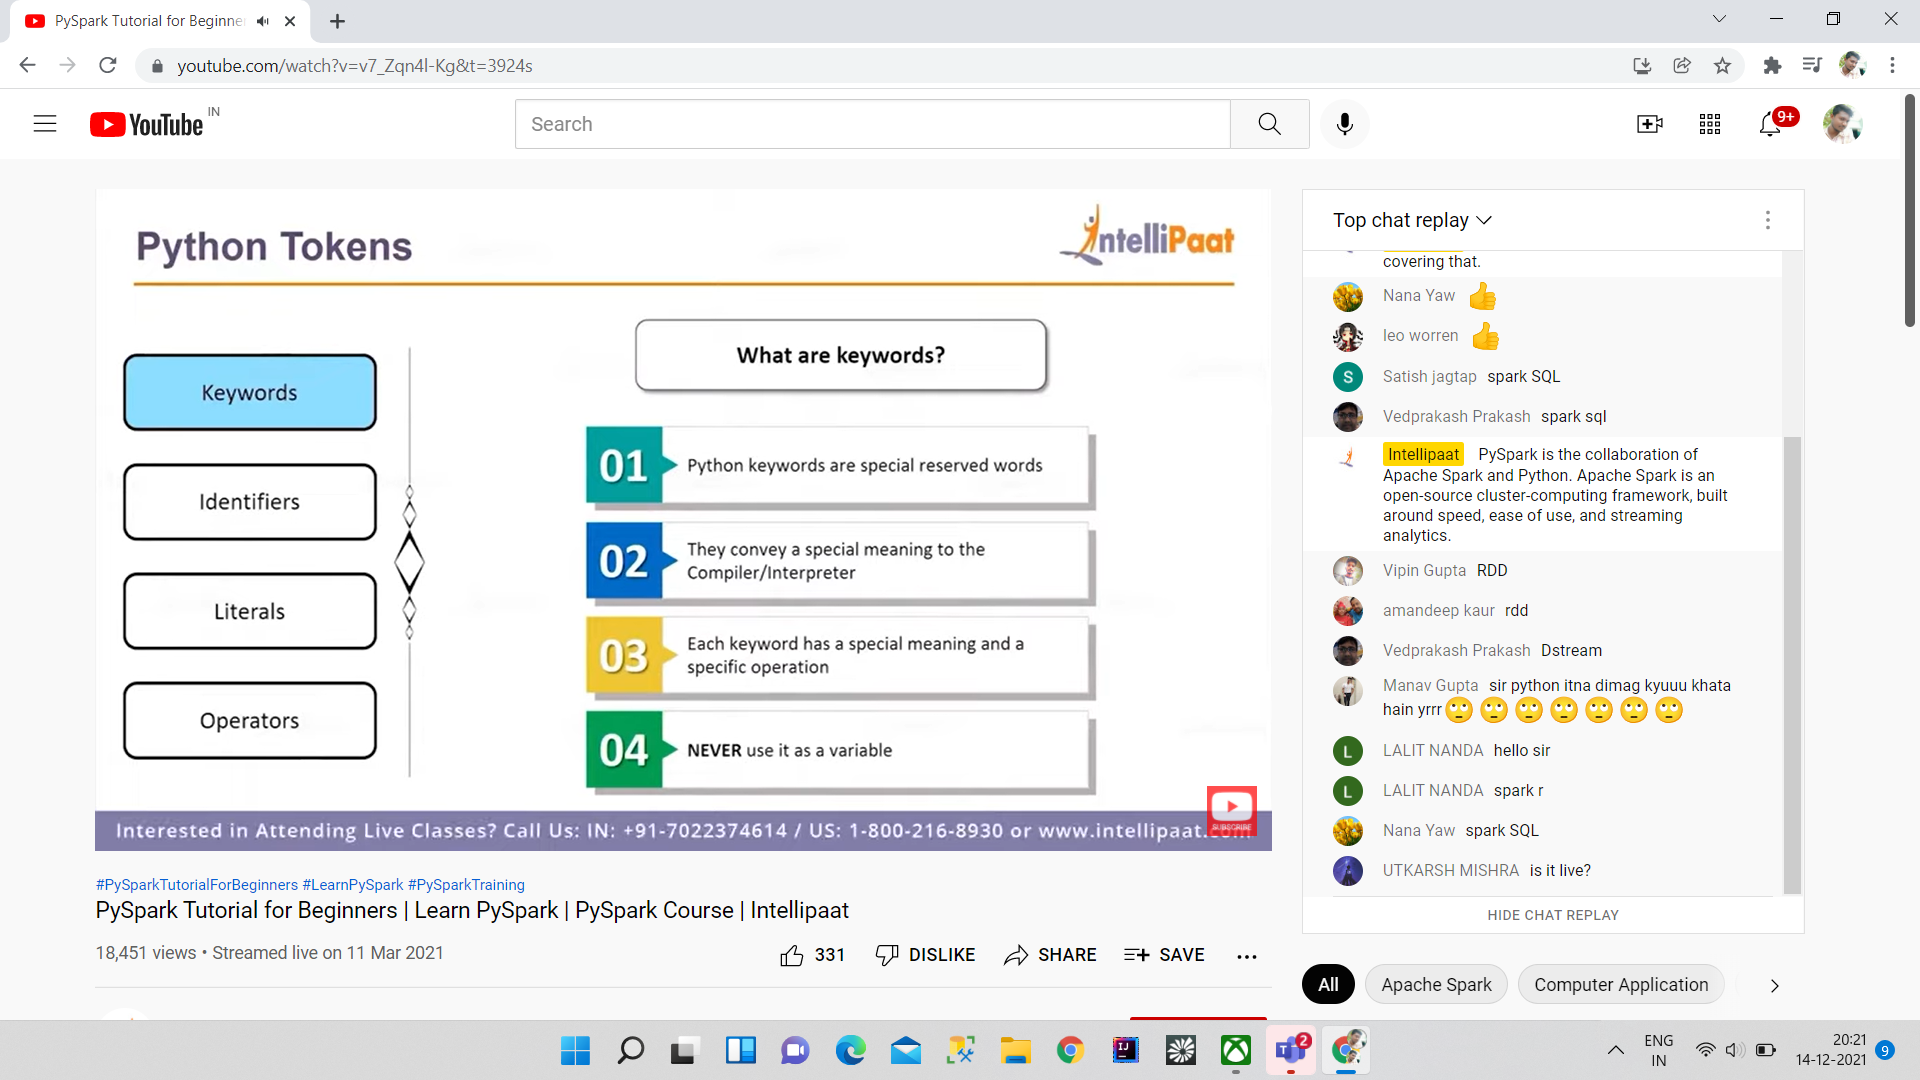 PySpark Tutorial for Beginne
youtube.com/watch?v=v7_Zqn4l-Kg&t=3924s
YouTube IN
Search
9+
Python Tokens
IntelliPaat
What are keywords?
Keywords
Identifiers
Literals
Operators
01 Python keywords are special reserved words
02 They convey a special meaning to the
Compiler/Interpreter
03 Each keyword has a special meaning and a
specific operation
04 NEVER use it as a variable
SUBSCRIBE
Interested in Attending Live Classes? Call Us: IN: +91-7022374614 / US: 1-800-216-8930 or www.intellipaat.com
#PySparkTutorialForBeginners #LearnPySpark #PySparkTraining
PySpark Tutorial for Beginners | Learn PySpark | PySpark Course | Intellipaat
18,451 views • Streamed live on 11 Mar 2021
331 DISLIKE SHARE SAVE
Top chat replay
covering that.
Nana Yaw 👍
leo worren 👍
S Satish jagtap spark SQL
Vedprakash Prakash spark sql
Intellipaat PySpark is the collaboration of
Apache Spark and Python. Apache Spark is an
open-source cluster-computing framework, built
around speed, ease of use, and streaming
analytics.
Vipin Gupta RDD
amandeep kaur rdd
Vedprakash Prakash Dstream
Manav Gupta sir python itna dimag kyuuu khata
hain yrrr 🙄 🙄 🙄 🙄 🙄 🙄 🙄
L LALIT NANDA hello sir
L LALIT NANDA spark r
Nana Yaw spark SQL
UTKARSH MISHRA is it live?
HIDE CHAT REPLAY
All Apache Spark Computer Application
IJ
2
ENG
IN
20:21
14-12-2021
9